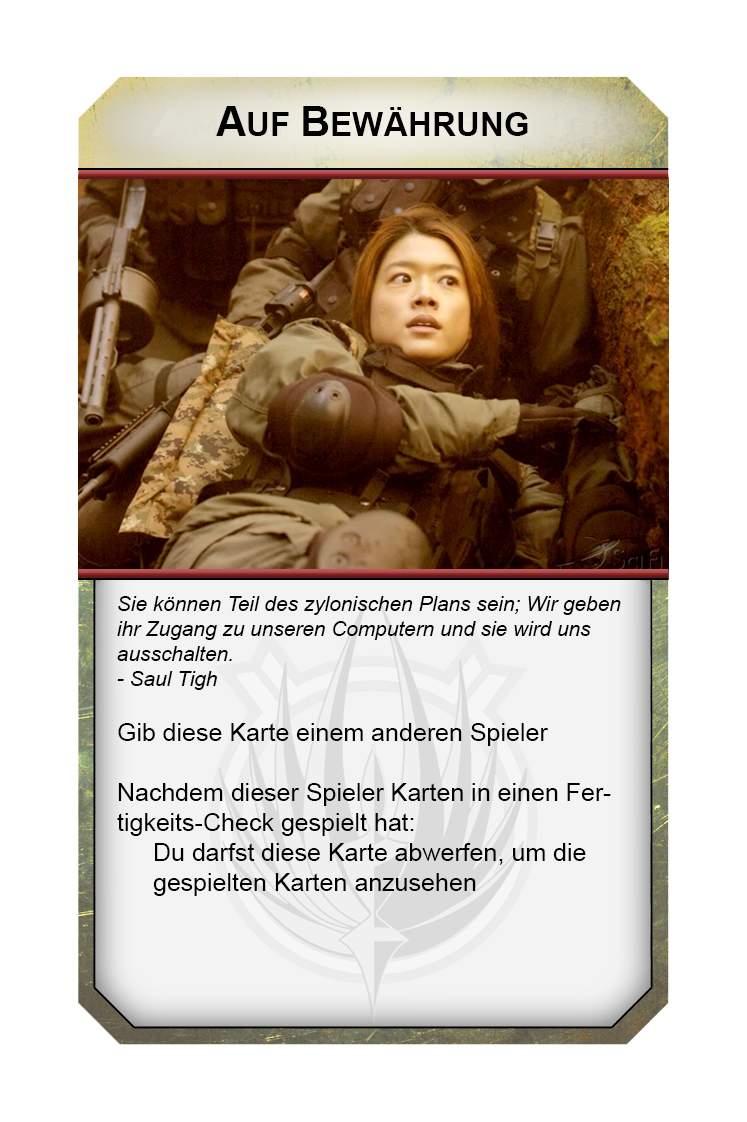 Auf Bewährung
SciFi
Sie können Teil des zylonischen Plans sein; Wir geben
ihr Zugang zu unseren Computern und sie wird uns
ausschalten.
- Saul Tigh
Gib diese Karte einem anderen Spieler
Nachdem dieser Spieler Karten in einen Fer-
tigkeits-Check gespielt hat:
Du darfst diese Karte abwerfen, um die
gespielten Karten anzusehen